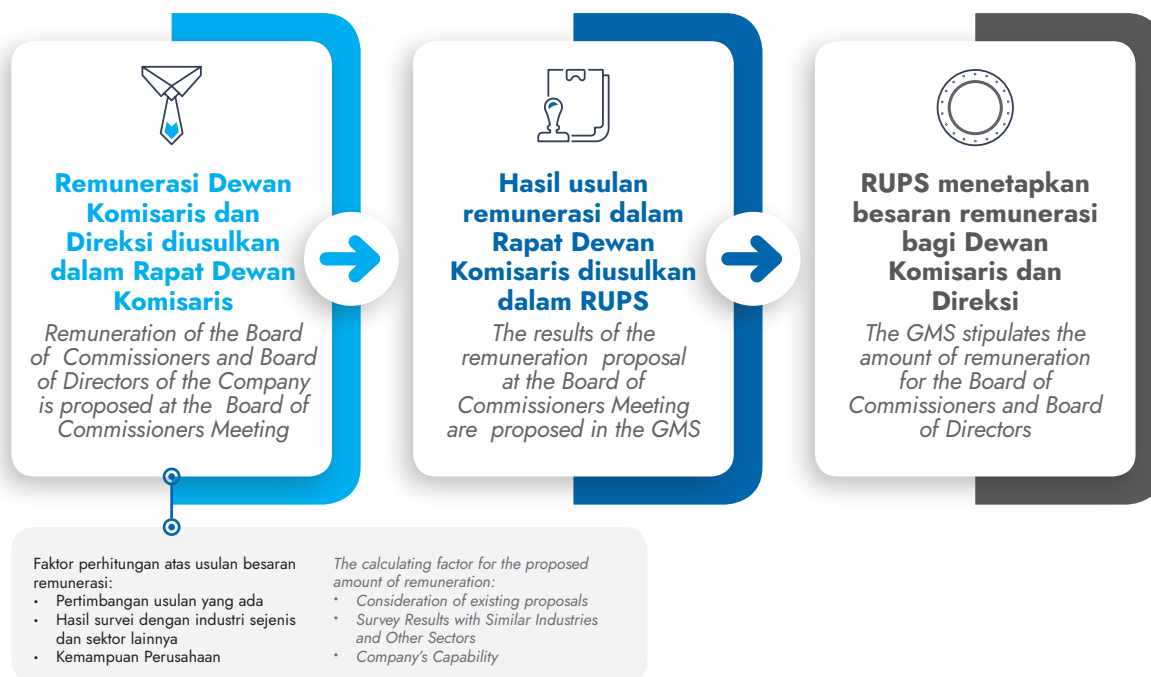 Remunerasi Dewan
Komisaris dan
Direksi diusulkan
dalam Rapat Dewan
Komisaris
Remuneration of the Board
of Commissioners and Board
of Directors of the Company
is proposed at the Board of
Commissioners Meeting
Hasil usulan
remunerasi dalam
Rapat Dewan
Komisaris diusulkan
dalam RUPS
The results of the
remuneration proposal
at the Board of
Commissioners Meeting
are proposed in the GMS
RUPS menetapkan
besaran remunerasi
bagi Dewan
Komisaris dan
Direksi
The GMS stipulates the
amount of remuneration
for the Board of
Commissioners and Board
of Directors
Faktor perhitungan atas usulan besaran
remunerasi:
• Pertimbangan usulan yang ada
• Hasil survei dengan industri sejenis
dan sektor lainnya
• Kemampuan Perusahaan
The calculating factor for the proposed
amount of remuneration:
• Consideration of existing proposals
• Survey Results with Similar Industries
and Other Sectors
• Company's Capability